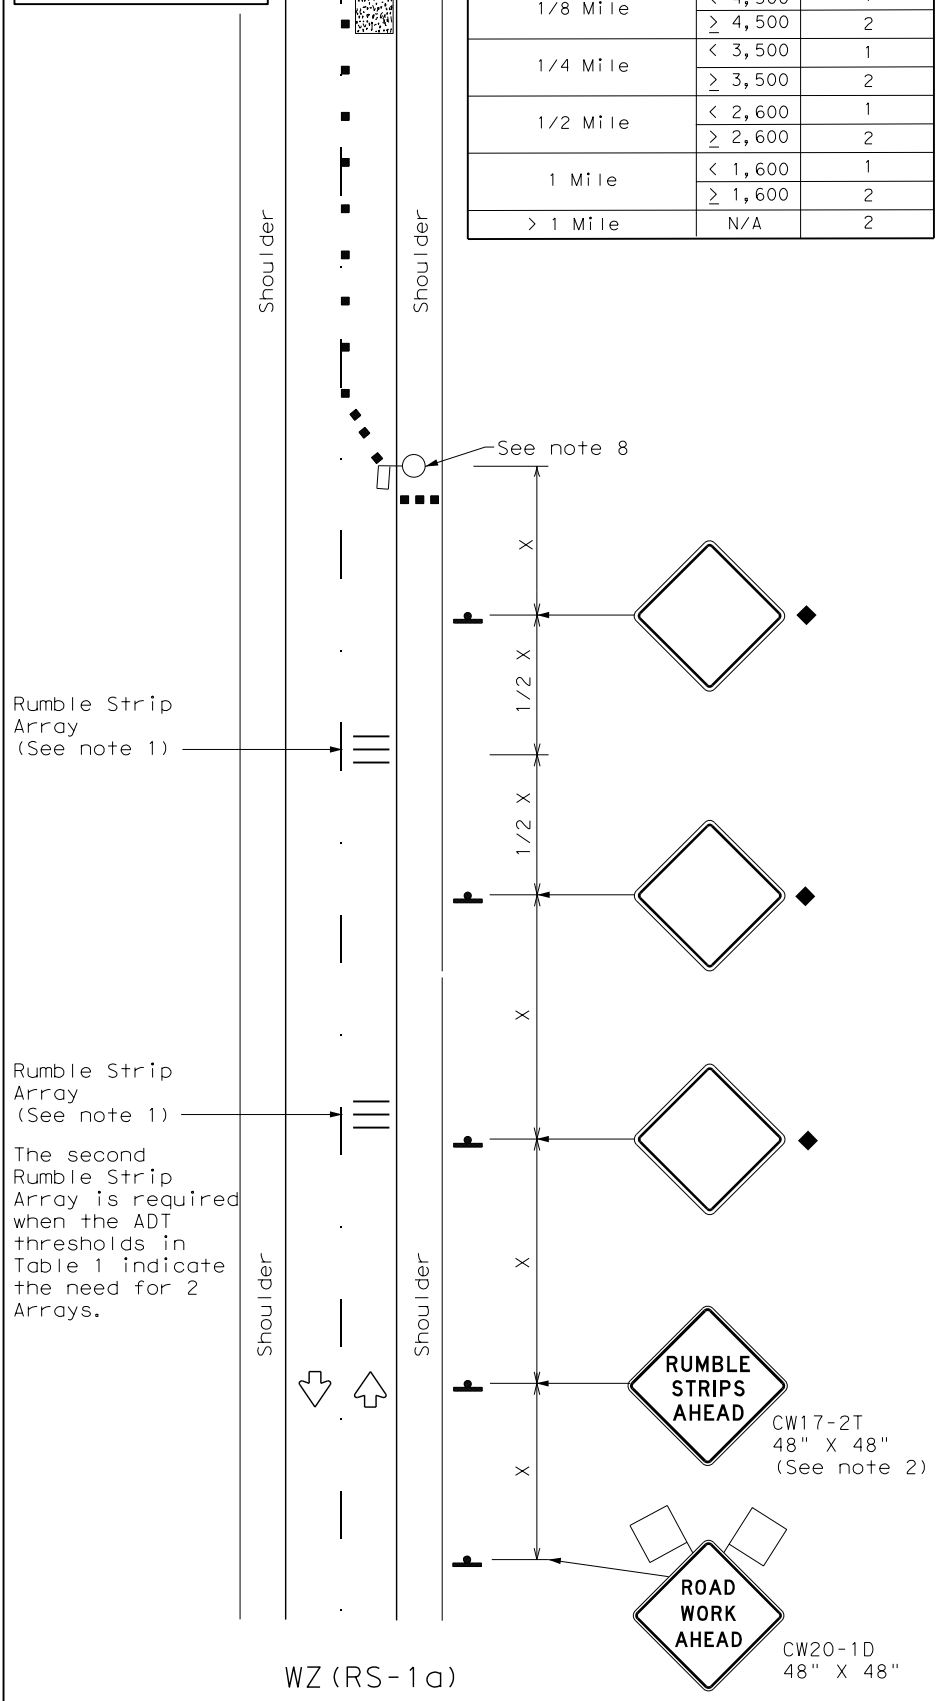 1/8 Mile
≥ 4,500 2
1/4 Mile
< 3,500 1
≥ 3,500 2
1/2 Mile
< 2,600 1
≥ 2,600 2
1 Mile
< 1,600 1
≥ 1,600 2
> 1 Mile N/A 2
Shoulder
Shoulder
See note 8
X
1/2 X
Rumble Strip
Array
(See note 1)
1/2 X
X
Rumble Strip
Array
(See note 1)
The second
Rumble Strip
Array is required
when the ADT
thresholds in
Table 1 indicate
the need for 2
Arrays.
Shoulder
Shoulder
X
RUMBLE
STRIPS
AHEAD
CW17-2T
48" X 48"
(See note 2)
X
ROAD
WORK
AHEAD
CW20-1D
48" X 48"
WZ(RS-1a)